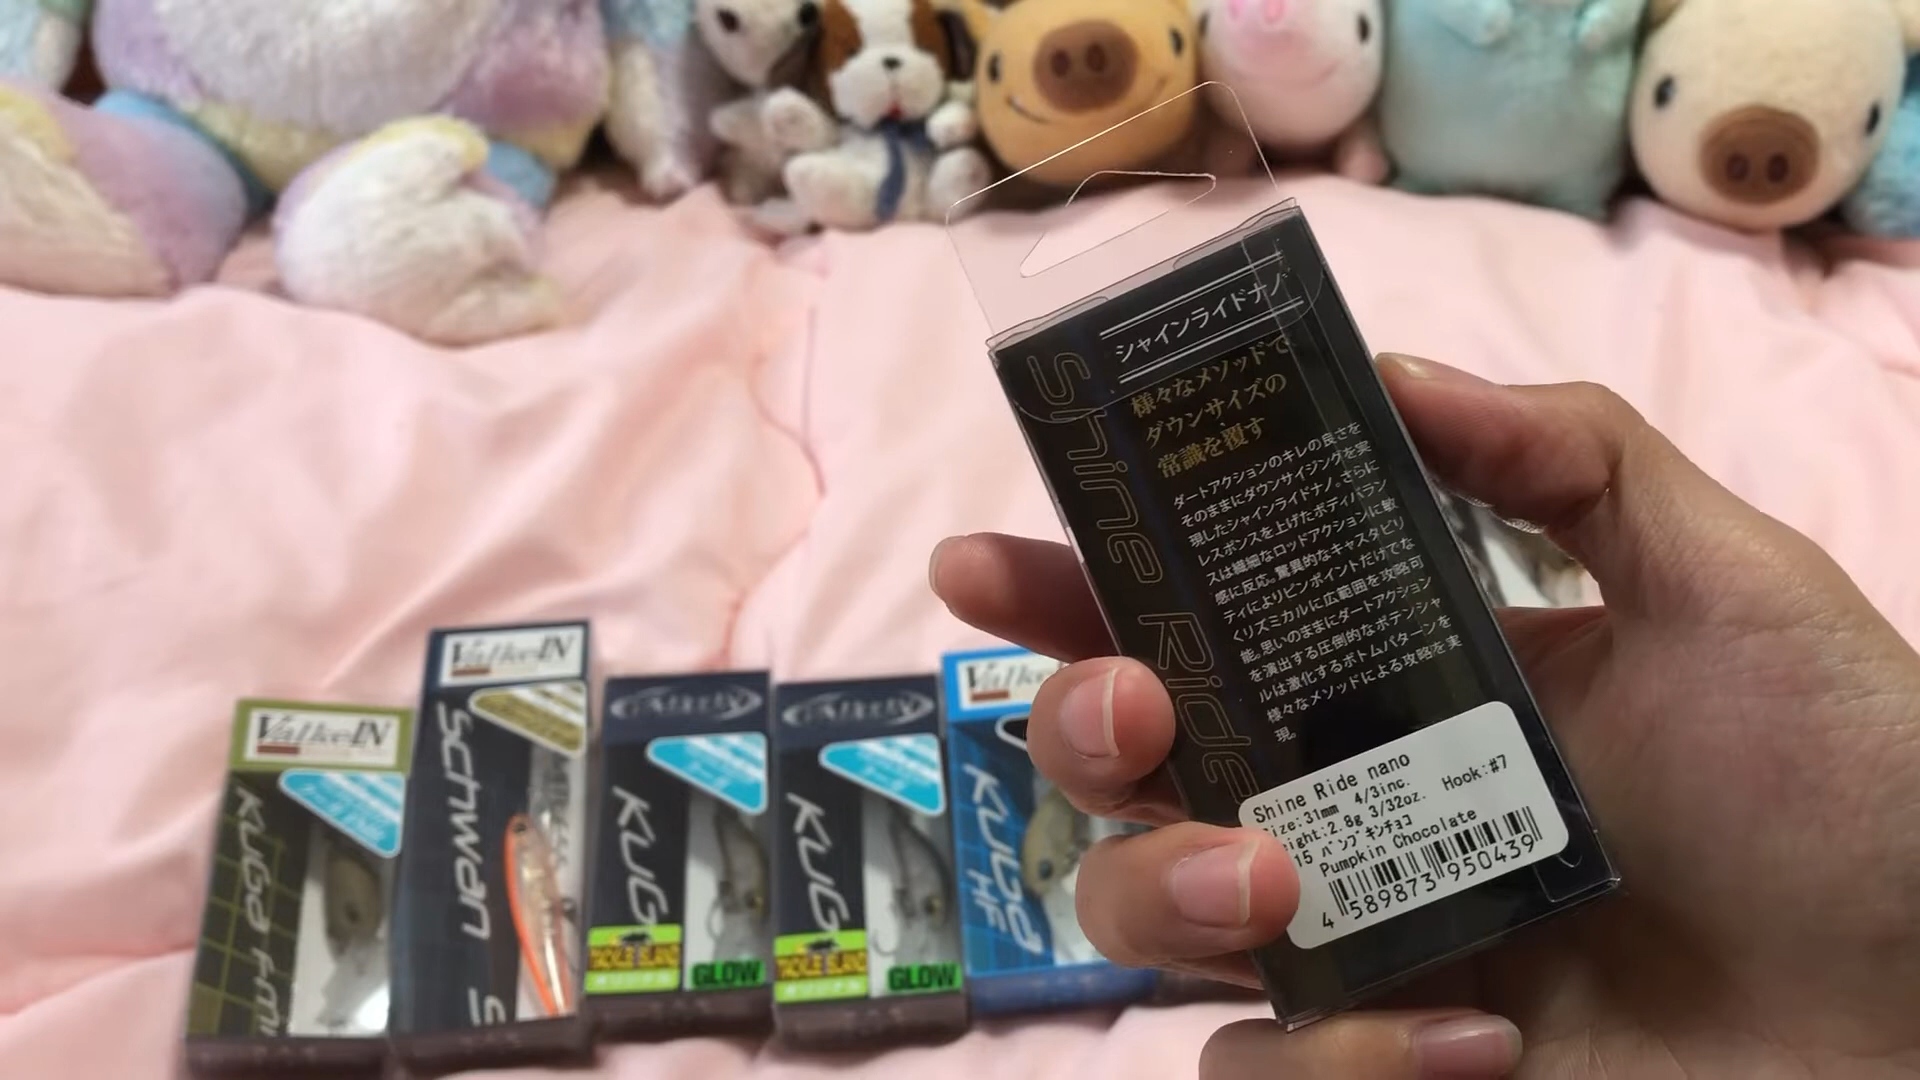 シャインライドナノ
様々なメソッドで
ダウンサイズの
常識を覆す
ダートアクションのキレの良さを
そのままにダウンサイジングを実
現したシャインライドナノ。さらに
レスポンスを上げたボディバラン
スは繊細なロッドアクションに敏
感に反応。驚異的なキャスタビリ
ティによりピンポイントだけでな
くリズミカルに広範囲を攻略可
能。思いのままにダートアクション
を演出する圧倒的なポテンシャ
ルは激化するボトムパターンを
様々なメソッドによる攻略を実
現。
Shine Ride
Shine Ride nano
Size:31mm 4/3inc.
eight:2.8g 3/32oz. Hook:#7
15 パンプキンチョコ
Pumpkin Chocolate
4 589873 950439
ValkeIN
Kuga
ValkeIN
Schwan
KUG
TACKLE ISLAND
GLOW
KUG
TACKLE ISLAND
GLOW
Kuga
HF